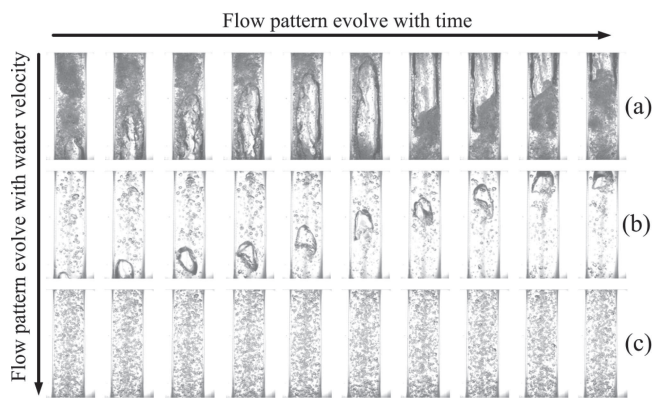 Flow pattern evolve with time
Flow pattern evolve with water velocity
(a)
(b)
(c)